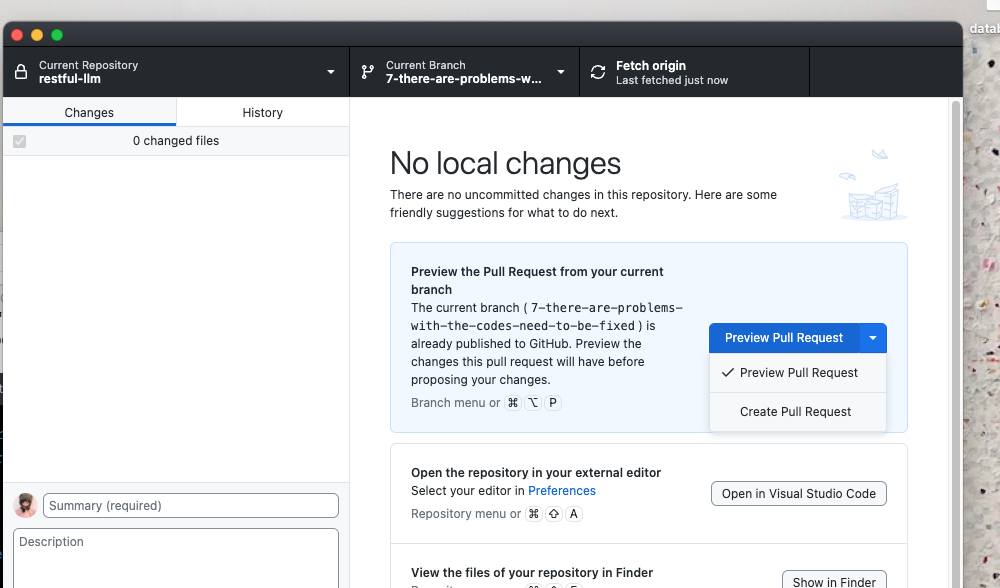 datab
Current Repository
restful-llm
Current Branch
7-there-are-problems-w...
Fetch origin
Last fetched just now
Changes
History
0 changed files
No local changes
There are no uncommitted changes in this repository. Here are some
friendly suggestions for what to do next.
Preview the Pull Request from your current
branch
The current branch ( 7-there-are-problems-
with-the-codes-need-to-be-fixed ) is
already published to GitHub. Preview the
changes this pull request will have before
proposing your changes.
Branch menu or ⌘ ⌥ P
Preview Pull Request
✓ Preview Pull Request
Create Pull Request
Open the repository in your external editor
Select your editor in Preferences
Repository menu or ⌘ ⇧ A
Open in Visual Studio Code
View the files of your repository in Finder
Show in Finder
Summary (required)
Description